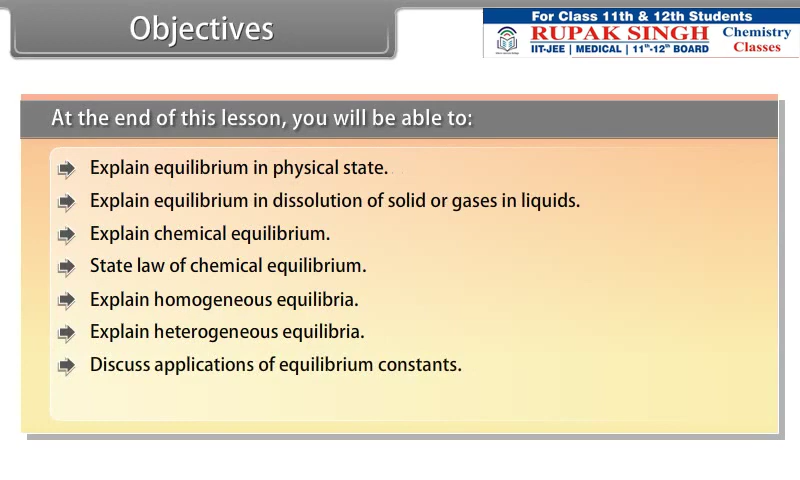 Objectives
For Class 11th & 12th Students
RUPAK SINGH
IIT-JEE | MEDICAL | 11th-12th BOARD
Chemistry
Classes
At the end of this lesson, you will be able to:
Explain equilibrium in physical state.
Explain equilibrium in dissolution of solid or gases in liquids.
Explain chemical equilibrium.
State law of chemical equilibrium.
Explain homogeneous equilibria.
Explain heterogeneous equilibria.
Discuss applications of equilibrium constants.